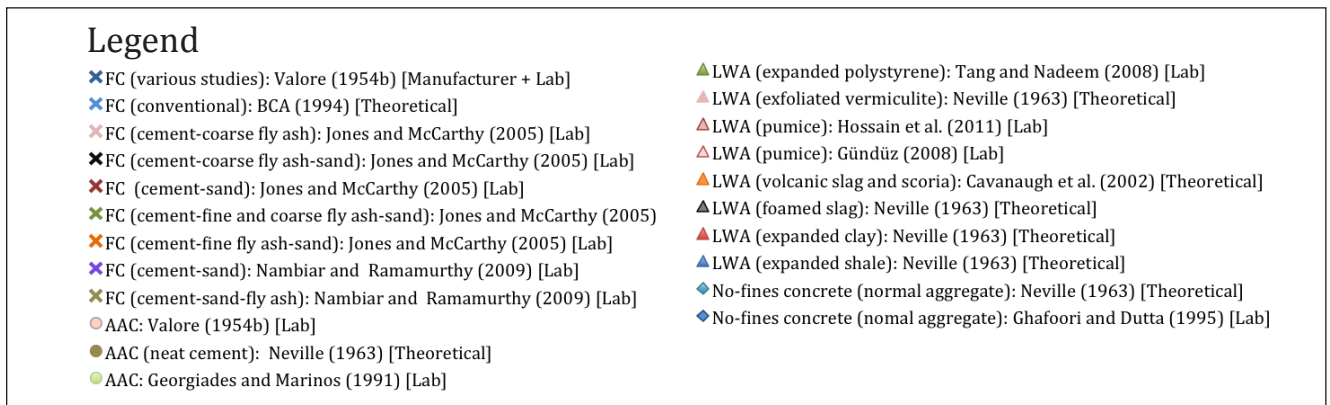 Legend
FC (various studies): Valore (1954b) [Manufacturer + Lab]
FC (conventional): BCA (1994) [Theoretical]
FC (cement-coarse fly ash): Jones and McCarthy (2005) [Lab]
FC (cement-coarse fly ash-sand): Jones and McCarthy (2005) [Lab]
FC (cement-sand): Jones and McCarthy (2005) [Lab]
FC (cement-fine and coarse fly ash-sand): Jones and McCarthy (2005)
FC (cement-fine fly ash-sand): Jones and McCarthy (2005) [Lab]
FC (cement-sand): Nambiar and Ramamurthy (2009) [Lab]
FC (cement-sand-fly ash): Nambiar and Ramamurthy (2009) [Lab]
AAC: Valore (1954b) [Lab]
AAC (neat cement): Neville (1963) [Theoretical]
AAC: Georgiades and Marinos (1991) [Lab]
LWA (expanded polystyrene): Tang and Nadeem (2008) [Lab]
LWA (exfoliated vermiculite): Neville (1963) [Theoretical]
LWA (pumice): Hossain et al. (2011) [Lab]
LWA (pumice): Gündüz (2008) [Lab]
LWA (volcanic slag and scoria): Cavanaugh et al. (2002) [Theoretical]
LWA (foamed slag): Neville (1963) [Theoretical]
LWA (expanded clay): Neville (1963) [Theoretical]
LWA (expanded shale): Neville (1963) [Theoretical]
No-fines concrete (normal aggregate): Neville (1963) [Theoretical]
No-fines concrete (nomal aggregate): Ghafoori and Dutta (1995) [Lab]